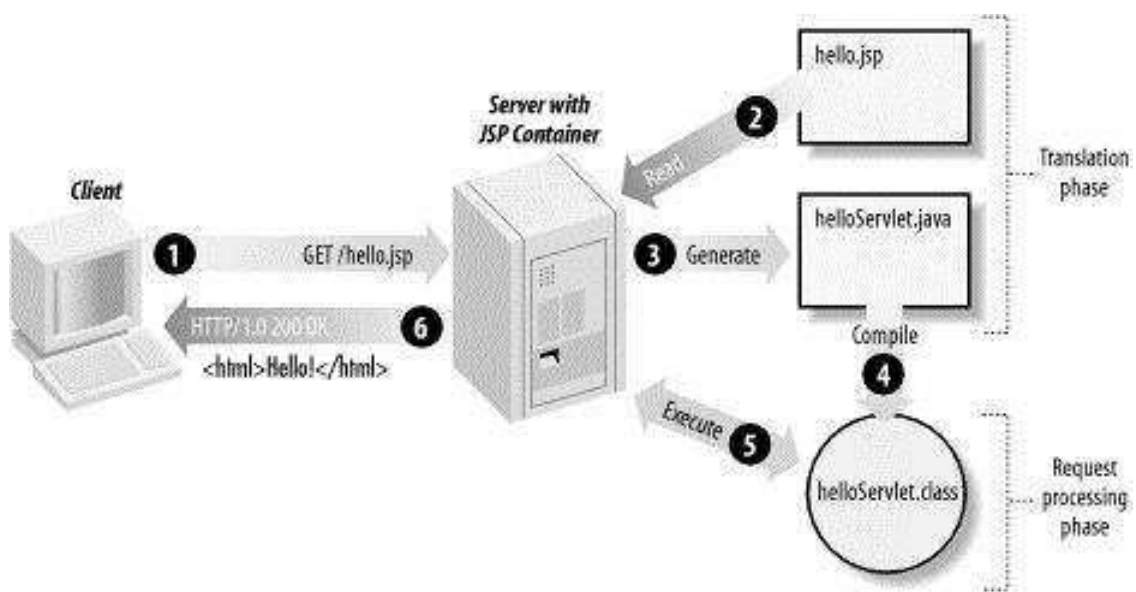 hello.jsp
Server with
JSP Container
2
Read
Translation
phase
Client
helloServlet.java
1
GET /hello.jsp
3
Generate
HTTP/1.0 200 OK
6
<html>Hello!</html>
Compile
4
Execute
5
helloServlet.class
Request
processing
phase